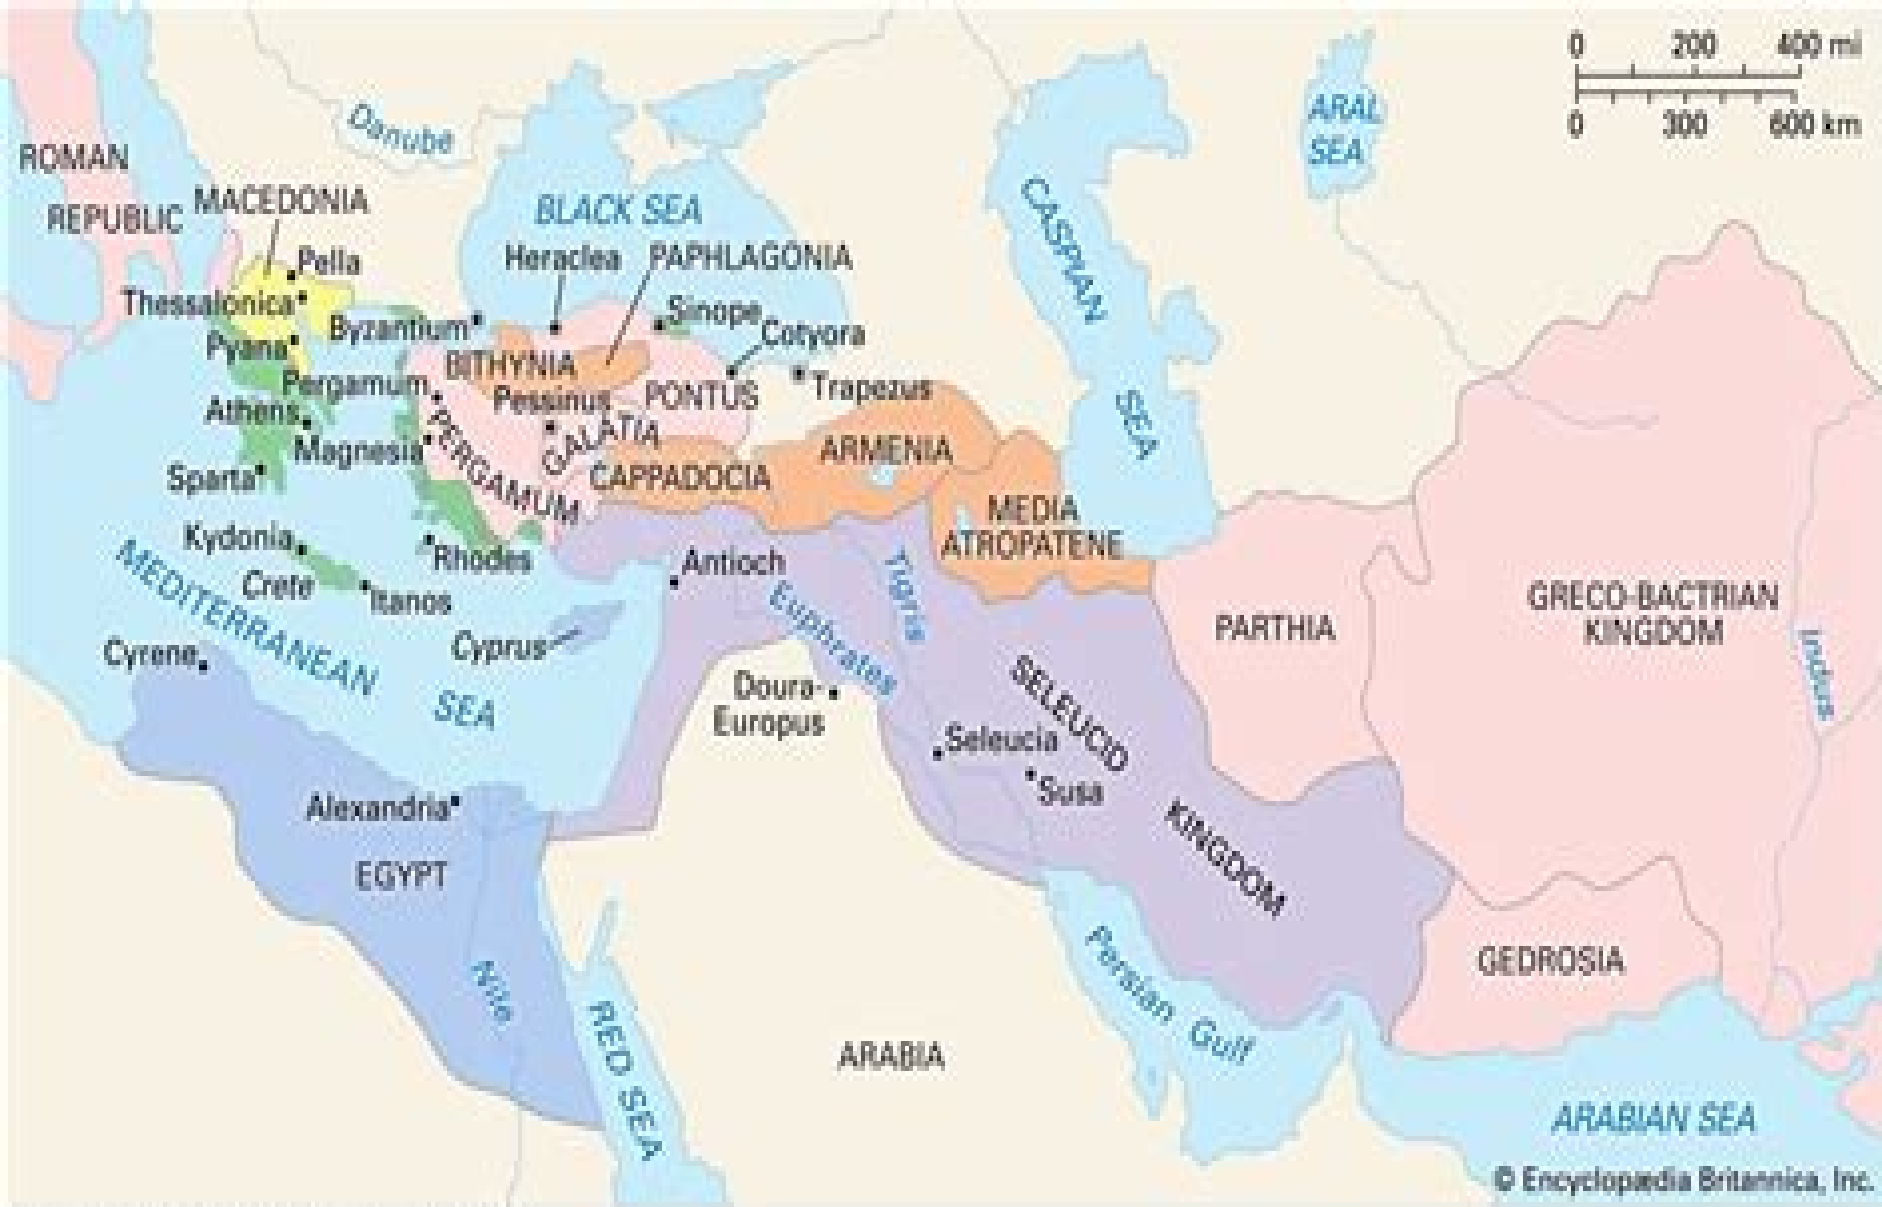 0 200 400 mi
0 300 600 km
ARAL
SEA
Danube
ROMAN
REPUBLIC
MACEDONIA
BLACK SEA
CASPIAN
SEA
Pella
Heraclea
PAPHLAGONIA
Thessalonica
Byzantium
Sinope
Cotyora
Pyana
BITHYNIA
Pergamum
Pessinus
PONTUS
Trapezus
Athens
Magnesia
PERGAMUM
GALATIA
ARMENIA
Sparta
CAPPADOCIA
MEDIA
ATROPATENE
Kydonia
Rhodes
Antioch
Tigris
Crete
Itanos
Euphrates
MEDITERRANEAN
SEA
Cyprus
Cyrene
PARTHIA
GRECO-BACTRIAN
KINGDOM
Indus
Doura-
Europus
SELEUCID
KINGDOM
Seleucia
Susa
Alexandria
EGYPT
Nile
RED SEA
Persian Gulf
GEDROSIA
ARABIA
ARABIAN SEA
© Encyclopædia Britannica, Inc.